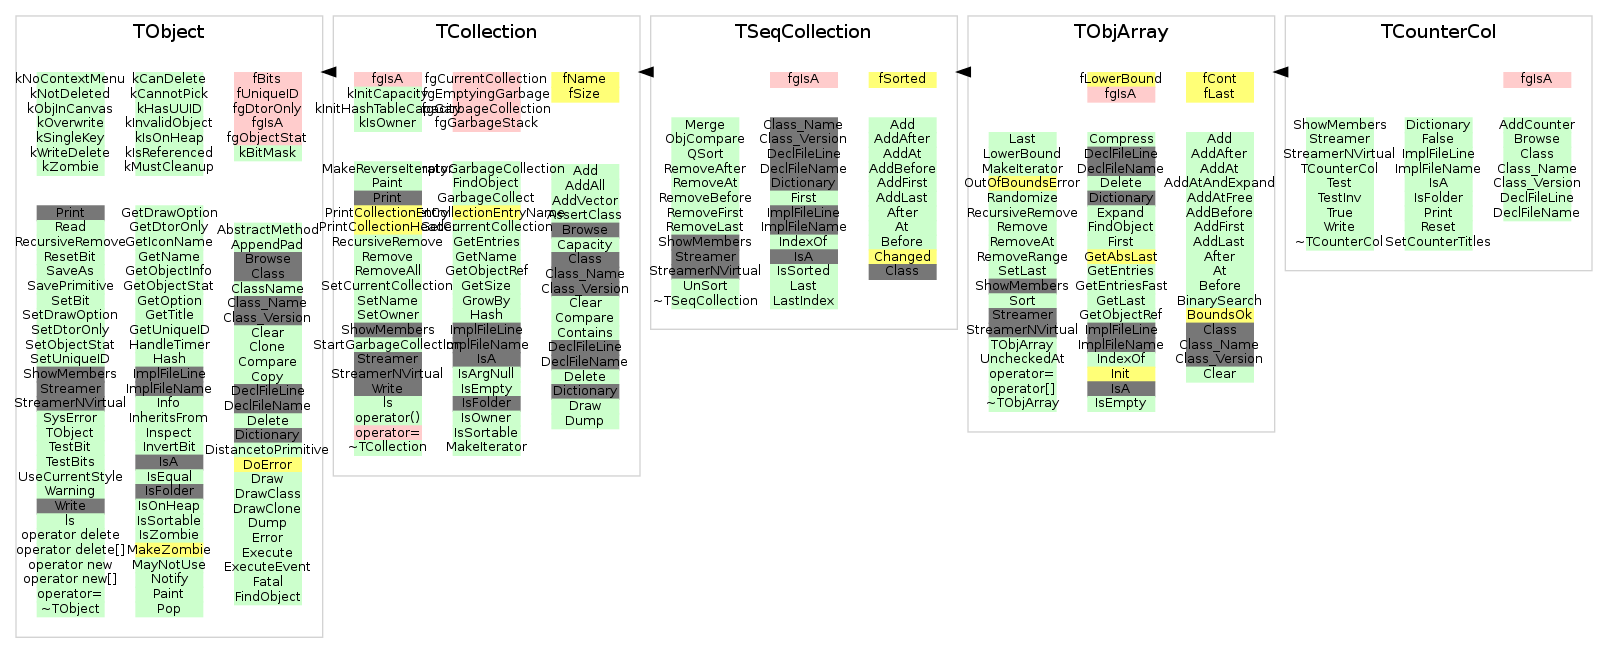 TObject
kNoContextMenu
kNotDeleted
kObjInCanvas
kOverwrite
kSingleKey
kWriteDelete
kZombie
kCanDelete
kCannotPick
kHasUUID
kInvalidObject
kIsOnHeap
kIsReferenced
kMustCleanup
fBits
fUniqueID
fgDtorOnly
fgIsA
fgObjectStat
kBitMask
Print
Read
RecursiveRemove
ResetBit
SaveAs
SavePrimitive
SetBit
SetDrawOption
SetDtorOnly
SetObjectStat
SetUniqueID
ShowMembers
Streamer
StreamerNVirtual
SysError
TObject
TestBit
TestBits
UseCurrentStyle
Warning
Write
ls
operator delete
operator delete[]
operator new
operator new[]
operator=
~TObject
GetDrawOption
GetDtorOnly
GetIconName
GetName
GetObjectInfo
GetObjectStat
GetOption
GetTitle
GetUniqueID
HandleTimer
Hash
ImplFileLine
ImplFileName
Info
InheritsFrom
Inspect
InvertBit
IsA
IsEqual
IsFolder
IsOnHeap
IsSortable
IsZombie
MakeZombie
MayNotUse
Notify
Paint
Pop
AbstractMethod
AppendPad
Browse
Class
ClassName
Class_Name
Class_Version
Clear
Clone
Compare
Copy
DeclFileLine
DeclFileName
Delete
Dictionary
DistancetoPrimitive
DoError
Draw
DrawClass
DrawClone
Dump
Error
Execute
ExecuteEvent
Fatal
FindObject
TCollection
fgIsA
kInitCapacity
kInitHashTableCapacity
kIsOwner
fgCurrentCollection
fgEmptyingGarbage
fgGarbageCollection
fgGarbageStack
fName
fSize
MakeReverseIterator
Paint
Print
PrintCollectionEntry
PrintCollectionHeader
RecursiveRemove
Remove
RemoveAll
SetCurrentCollection
SetName
SetOwner
ShowMembers
StartGarbageCollection
Streamer
StreamerNVirtual
Write
ls
operator()
operator=
~TCollection
EmptyGarbageCollection
FindObject
GarbageCollect
GetCollectionEntryName
GetCurrentCollection
GetEntries
GetName
GetObjectRef
GetSize
GrowBy
Hash
ImplFileLine
ImplFileName
IsA
IsArgNull
IsEmpty
IsFolder
IsOwner
IsSortable
MakeIterator
Add
AddAll
AddVector
AssertClass
Browse
Capacity
Class
Class_Name
Class_Version
Clear
Compare
Contains
DeclFileLine
DeclFileName
Delete
Dictionary
Draw
Dump
TSeqCollection
fgIsA
fSorted
Merge
ObjCompare
QSort
RemoveAfter
RemoveAt
RemoveBefore
RemoveFirst
RemoveLast
ShowMembers
Streamer
StreamerNVirtual
UnSort
~TSeqCollection
Class_Name
Class_Version
DeclFileLine
DeclFileName
Dictionary
First
ImplFileLine
ImplFileName
IndexOf
IsA
IsSorted
Last
LastIndex
Add
AddAfter
AddAt
AddBefore
AddFirst
AddLast
After
At
Before
Changed
Class
TObjArray
fLowerBound
fgIsA
fCont
fLast
Last
LowerBound
MakeIterator
OutOfBoundsError
Randomize
RecursiveRemove
Remove
RemoveAt
RemoveRange
SetLast
ShowMembers
Sort
Streamer
StreamerNVirtual
TObjArray
UncheckedAt
operator=
operator[]
~TObjArray
Compress
DeclFileLine
DeclFileName
Delete
Dictionary
Expand
FindObject
First
GetAbsLast
GetEntries
GetEntriesFast
GetLast
GetObjectRef
ImplFileLine
ImplFileName
IndexOf
Init
IsA
IsEmpty
Add
AddAfter
AddAt
AddAtAndExpand
AddAtFree
AddBefore
AddFirst
AddLast
After
At
Before
BinarySearch
BoundsOk
Class
Class_Name
Class_Version
Clear
TCounterCol
fgIsA
ShowMembers
Streamer
StreamerNVirtual
TCounterCol
Test
TestInv
True
Write
~TCounterCol
Dictionary
False
ImplFileLine
ImplFileName
IsA
IsFolder
Print
Reset
SetCounterTitles
AddCounter
Browse
Class
Class_Name
Class_Version
DeclFileLine
DeclFileName